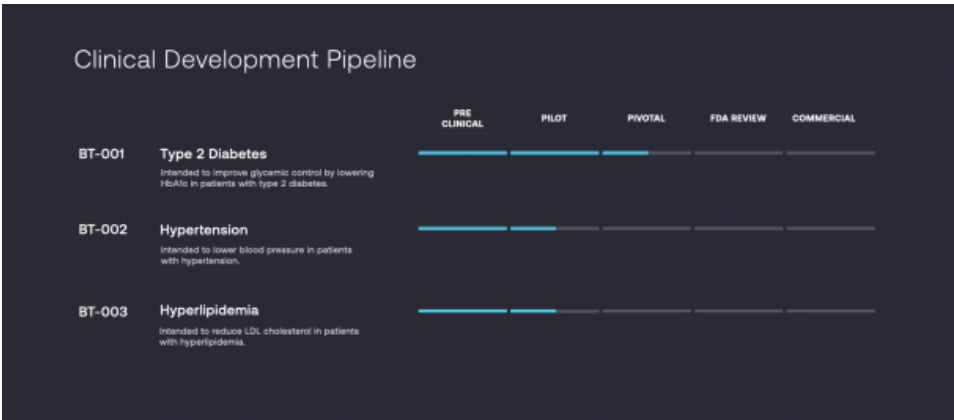 Clinical Development Pipeline
PRE
CLINICAL
PILOT
PIVOTAL
FDA REVIEW
COMMERCIAL
BT-001
Type 2 Diabetes
Intended to improve glycemic control by lowering
HbA1c in patients with type 2 diabetes.
BT-002
Hypertension
Intended to lower blood pressure in patients
with hypertension.
BT-003
Hyperlipidemia
Intended to reduce LDL cholesterol in patients
with hyperlipidemia.